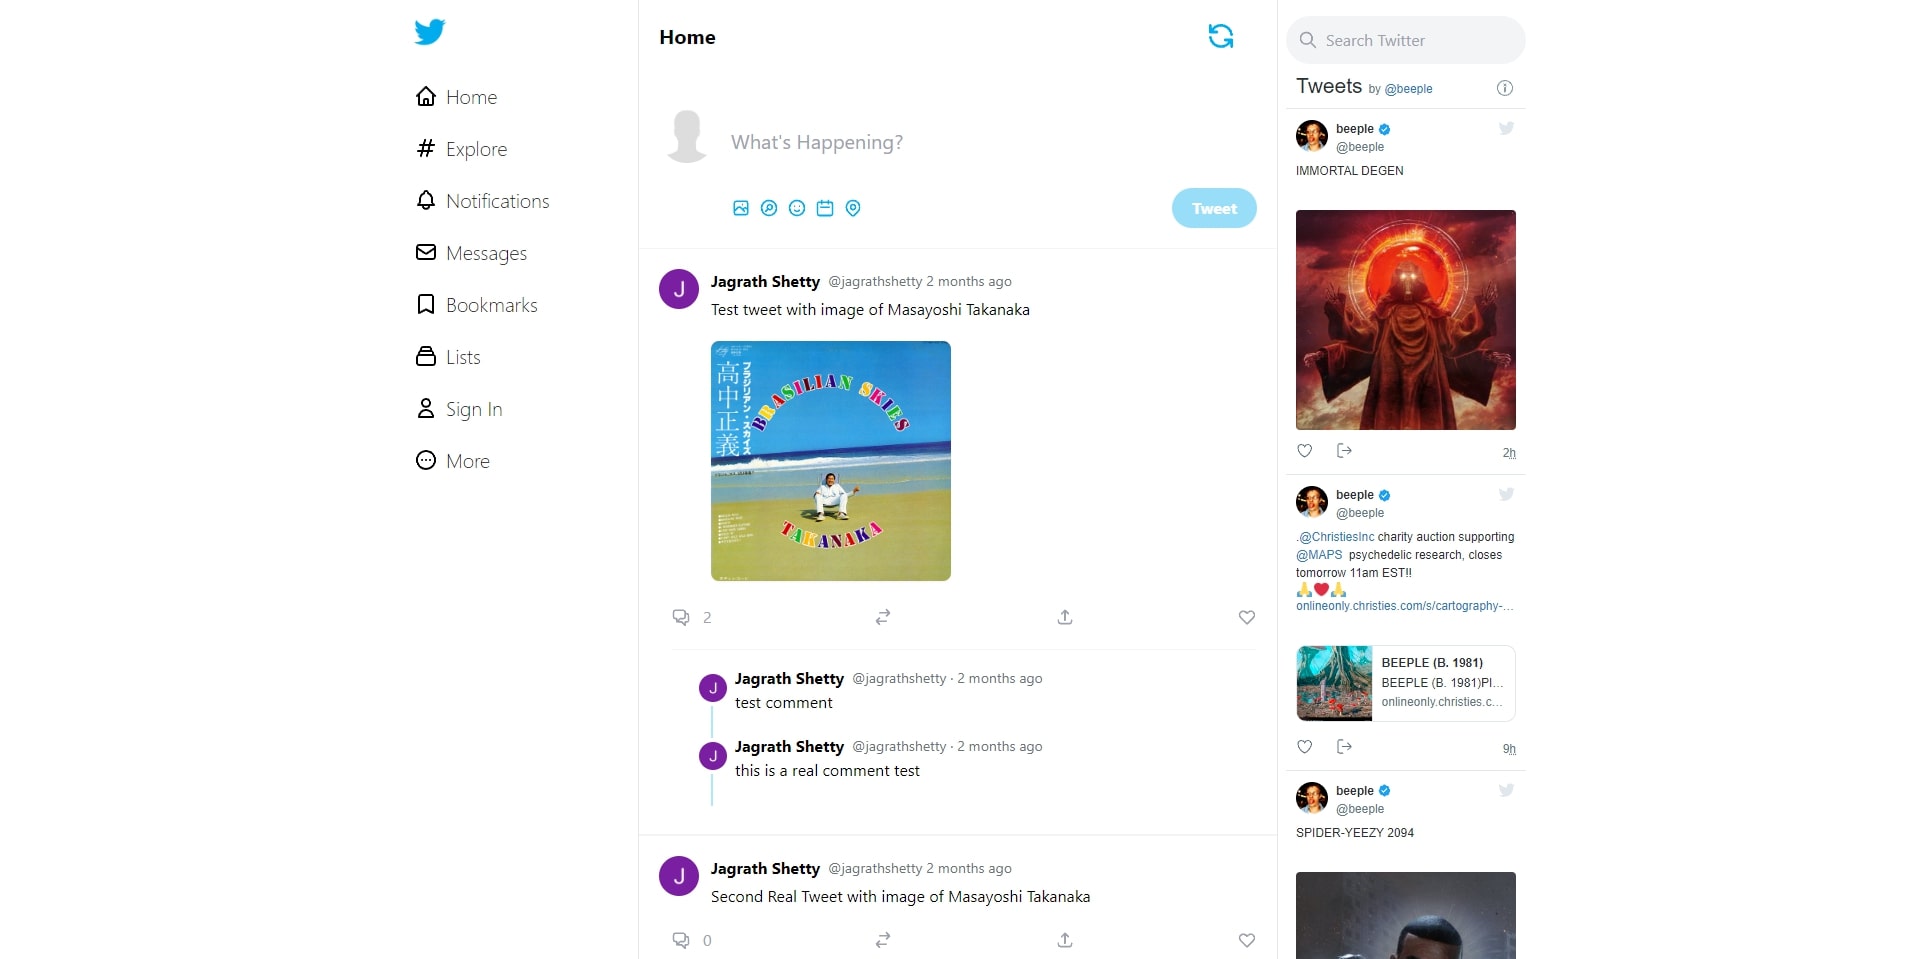 Home
Explore
Notifications
Messages
Bookmarks
Lists
Sign In
More
Home
What's Happening?
Tweet
J
Jagrath Shetty @jagrathshetty 2 months ago
Test tweet with image of Masayoshi Takanaka
ブラジリアン・スカイズ
高中正義
BRASILIAN SKIES
TAKANAKA
2
J
Jagrath Shetty @jagrathshetty · 2 months ago
test comment
J
Jagrath Shetty @jagrathshetty · 2 months ago
this is a real comment test
J
Jagrath Shetty @jagrathshetty 2 months ago
Second Real Tweet with image of Masayoshi Takanaka
0
Search Twitter
Tweets by @beeple
beeple
@beeple
IMMORTAL DEGEN
2h
beeple
@beeple
.@ChristiesInc charity auction supporting
@MAPS psychedelic research, closes
tomorrow 11am EST!!
🙏❤️🙏
onlineonly.christies.com/s/cartography-…
BEEPLE (B. 1981)
BEEPLE (B. 1981)PI…
onlineonly.christies.c…
9h
beeple
@beeple
SPIDER-YEEZY 2094